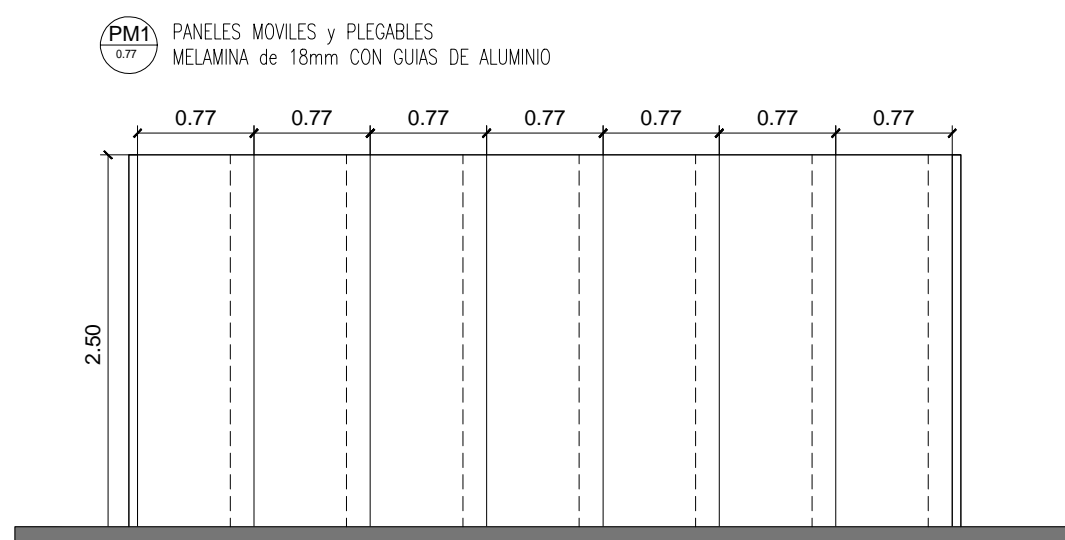 PM1
0.77
PANELES MOVILES y PLEGABLES
MELAMINA de 18mm CON GUIAS DE ALUMINIO
0.77 0.77 0.77 0.77 0.77 0.77 0.77
2.50